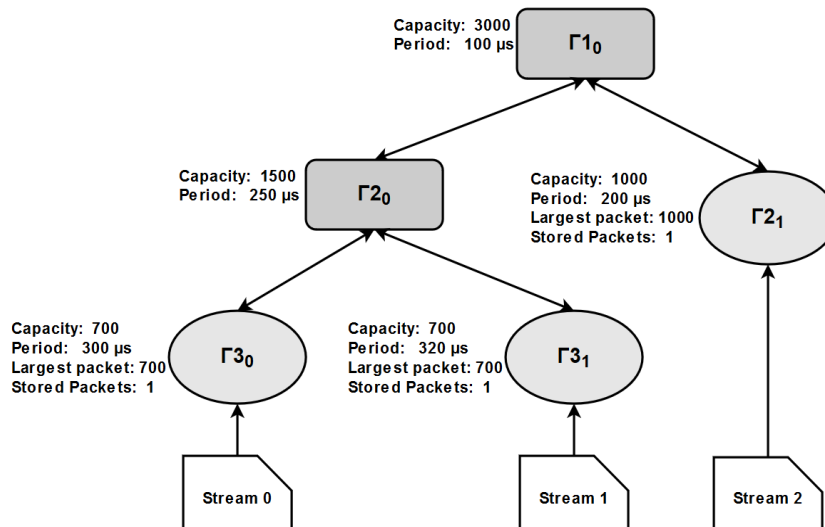 Capacity: 3000
Period: 100 µs
Γ1₀
Capacity: 1500
Period: 250 µs
Γ2₀
Capacity: 1000
Period: 200 µs
Largest packet: 1000
Stored Packets: 1
Γ2₁
Capacity: 700
Period: 300 µs
Largest packet: 700
Stored Packets: 1
Γ3₀
Capacity: 700
Period: 320 µs
Largest packet: 700
Stored Packets: 1
Γ3₁
Stream 0
Stream 1
Stream 2